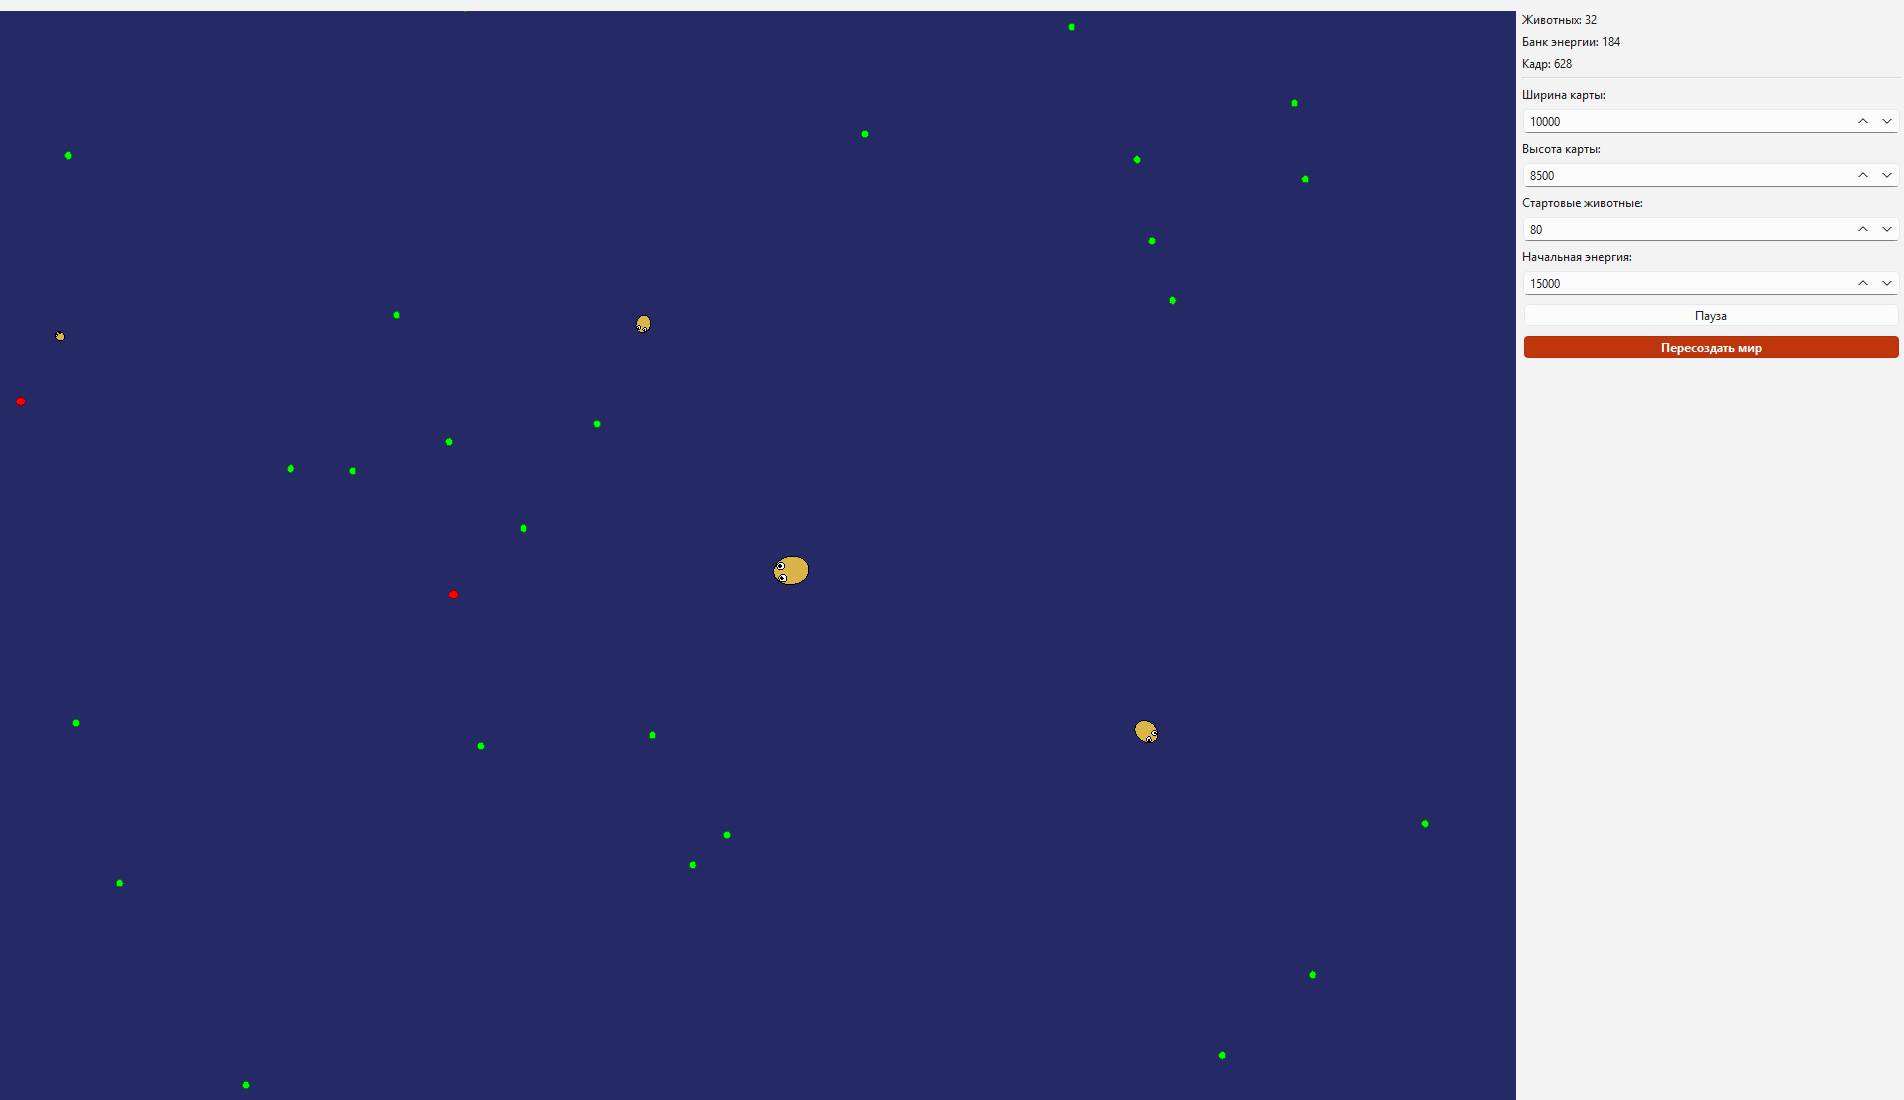 Животных: 32
Банк энергии: 184
Кадр: 628
Ширина карты:
10000
Высота карты:
8500
Стартовые животные:
80
Начальная энергия:
15000
Пауза
Пересоздать мир